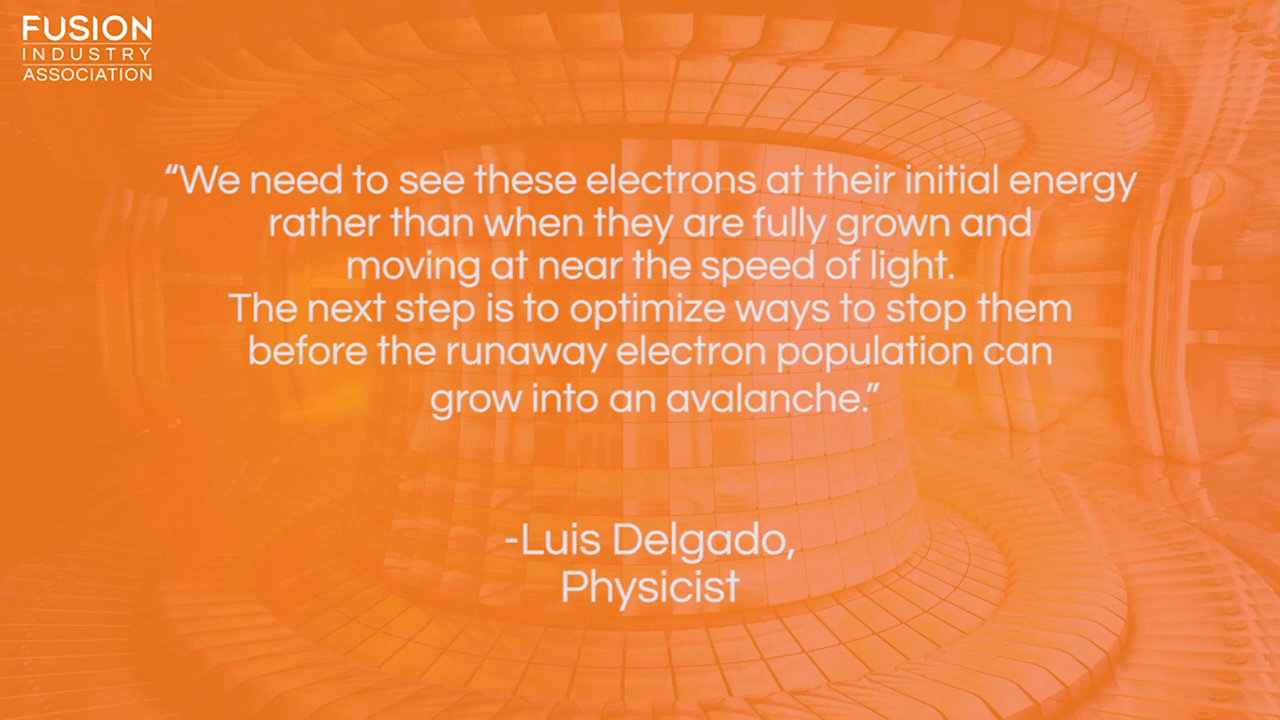 FUSION
INDUSTRY
ASSOCIATION
“We need to see these electrons at their initial energy
rather than when they are fully grown and
moving at near the speed of light.
The next step is to optimize ways to stop them
before the runaway electron population can
grow into an avalanche.”
-Luis Delgado,
Physicist